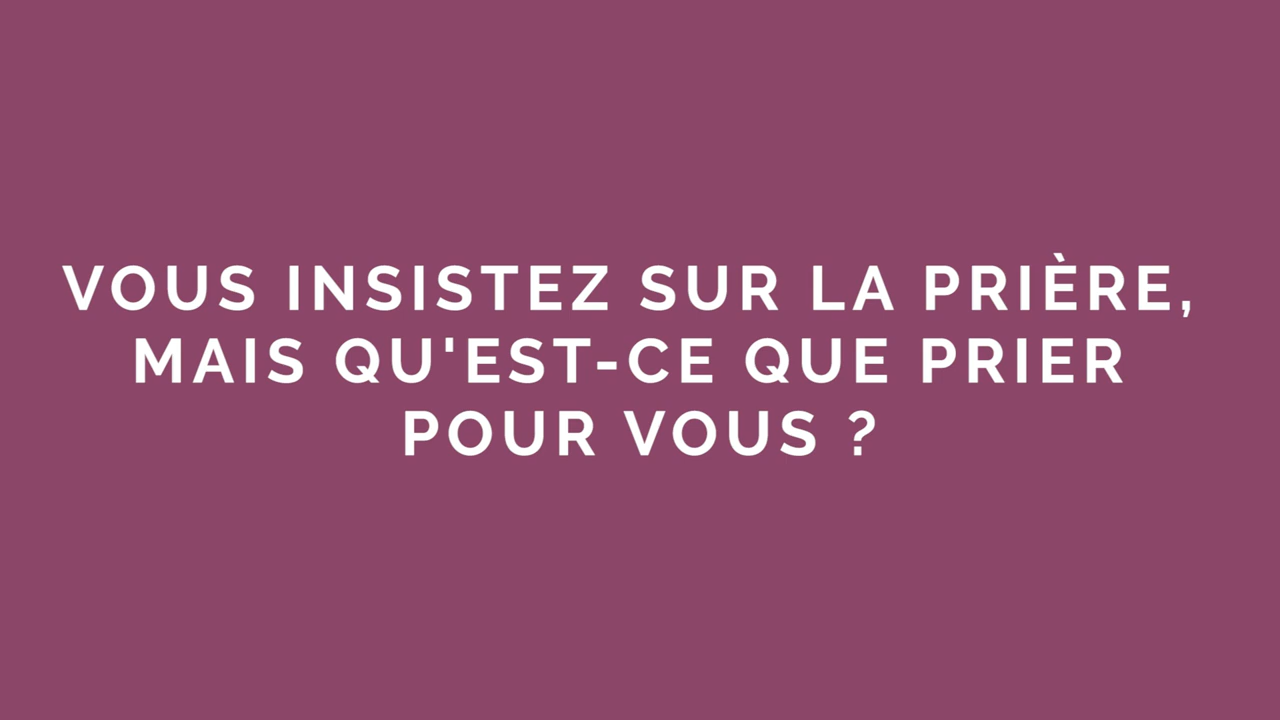 VOUS INSISTEZ SUR LA PRIÈRE,
MAIS QU'EST-CE QUE PRIER
POUR VOUS ?